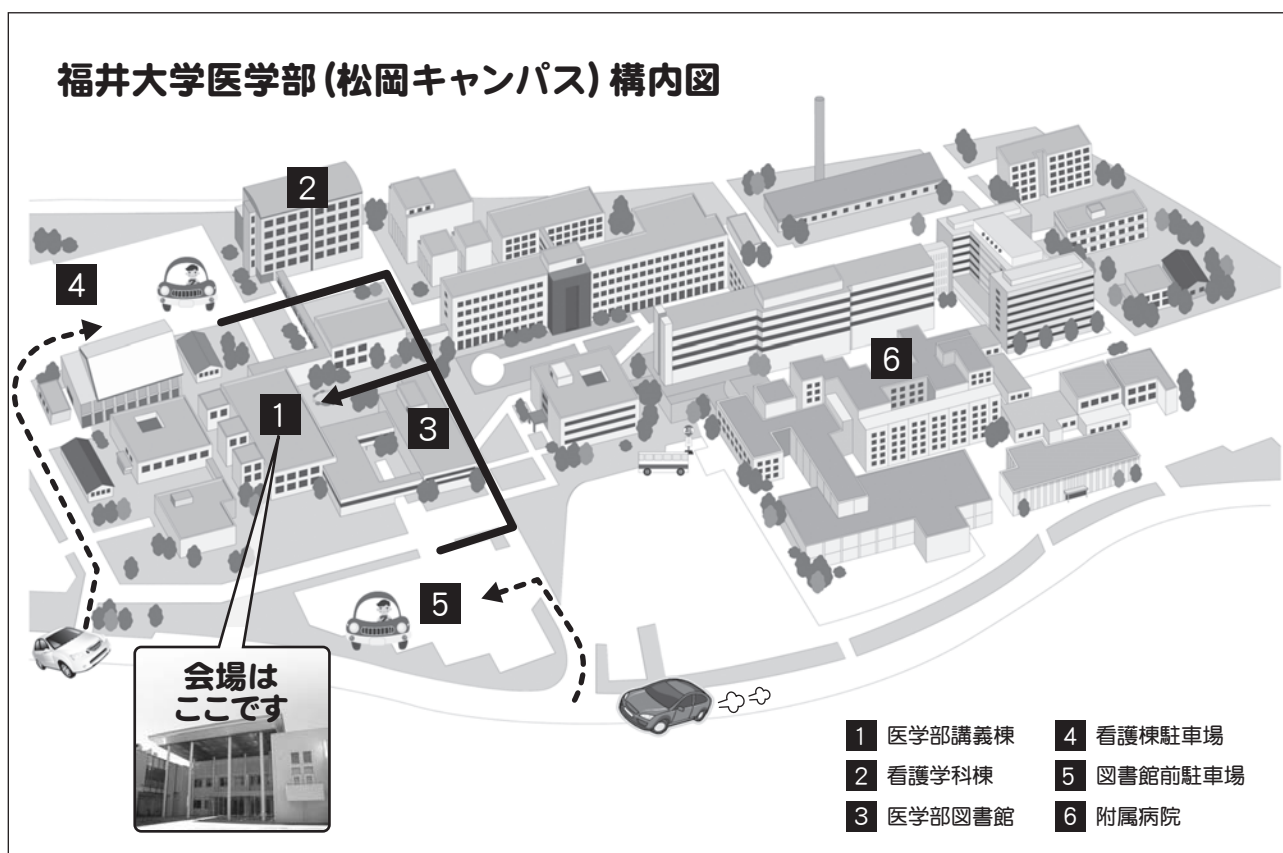 福井大学医学部(松岡キャンパス)構内図
2
4
1
3
6
5
会場は
ここです
1 医学部講義棟
2 看護学科棟
3 医学部図書館
4 看護棟駐車場
5 図書館前駐車場
6 附属病院